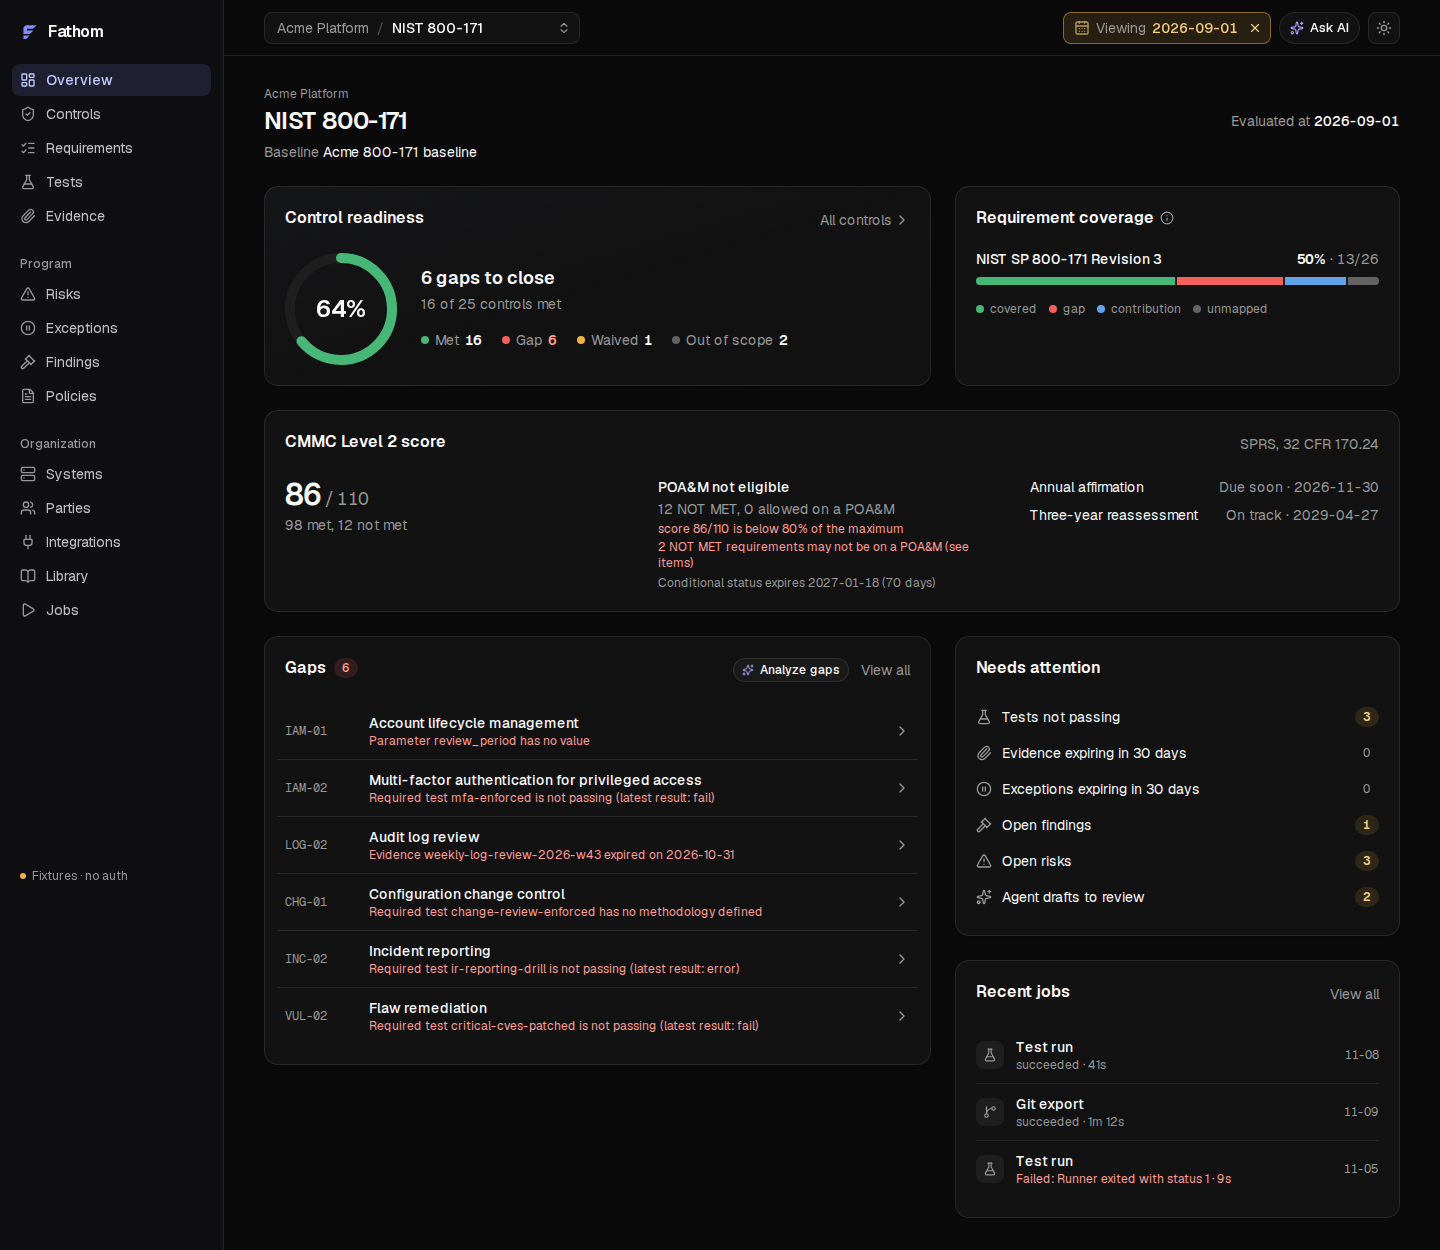 Fathom
Overview
Controls
Requirements
Tests
Evidence
Program
Risks
Exceptions
Findings
Policies
Organization
Systems
Parties
Integrations
Library
Jobs
Fixtures · no auth
Acme Platform / NIST 800-171
Viewing 2026-09-01
Ask AI
Acme Platform
NIST 800-171
Baseline Acme 800-171 baseline
Evaluated at 2026-09-01
Control readiness
All controls
64%
6 gaps to close
16 of 25 controls met
Met 16 Gap 6 Waived 1 Out of scope 2
Requirement coverage
NIST SP 800-171 Revision 3 50% · 13/26
covered gap contribution unmapped
CMMC Level 2 score
SPRS, 32 CFR 170.24
86 / 110
98 met, 12 not met
POA&M not eligible
12 NOT MET, 0 allowed on a POA&M
score 86/110 is below 80% of the maximum
2 NOT MET requirements may not be on a POA&M (see
items)
Conditional status expires 2027-01-18 (70 days)
Annual affirmation Due soon · 2026-11-30
Three-year reassessment On track · 2029-04-27
Gaps 6
Analyze gaps
View all
IAM-01
Account lifecycle management
Parameter review_period has no value
IAM-02
Multi-factor authentication for privileged access
Required test mfa-enforced is not passing (latest result: fail)
LOG-02
Audit log review
Evidence weekly-log-review-2026-w43 expired on 2026-10-31
CHG-01
Configuration change control
Required test change-review-enforced has no methodology defined
INC-02
Incident reporting
Required test ir-reporting-drill is not passing (latest result: error)
VUL-02
Flaw remediation
Required test critical-cves-patched is not passing (latest result: fail)
Needs attention
Tests not passing 3
Evidence expiring in 30 days 0
Exceptions expiring in 30 days 0
Open findings 1
Open risks 3
Agent drafts to review 2
Recent jobs
View all
Test run
succeeded · 41s
11-08
Git export
succeeded · 1m 12s
11-09
Test run
Failed: Runner exited with status 1 · 9s
11-05